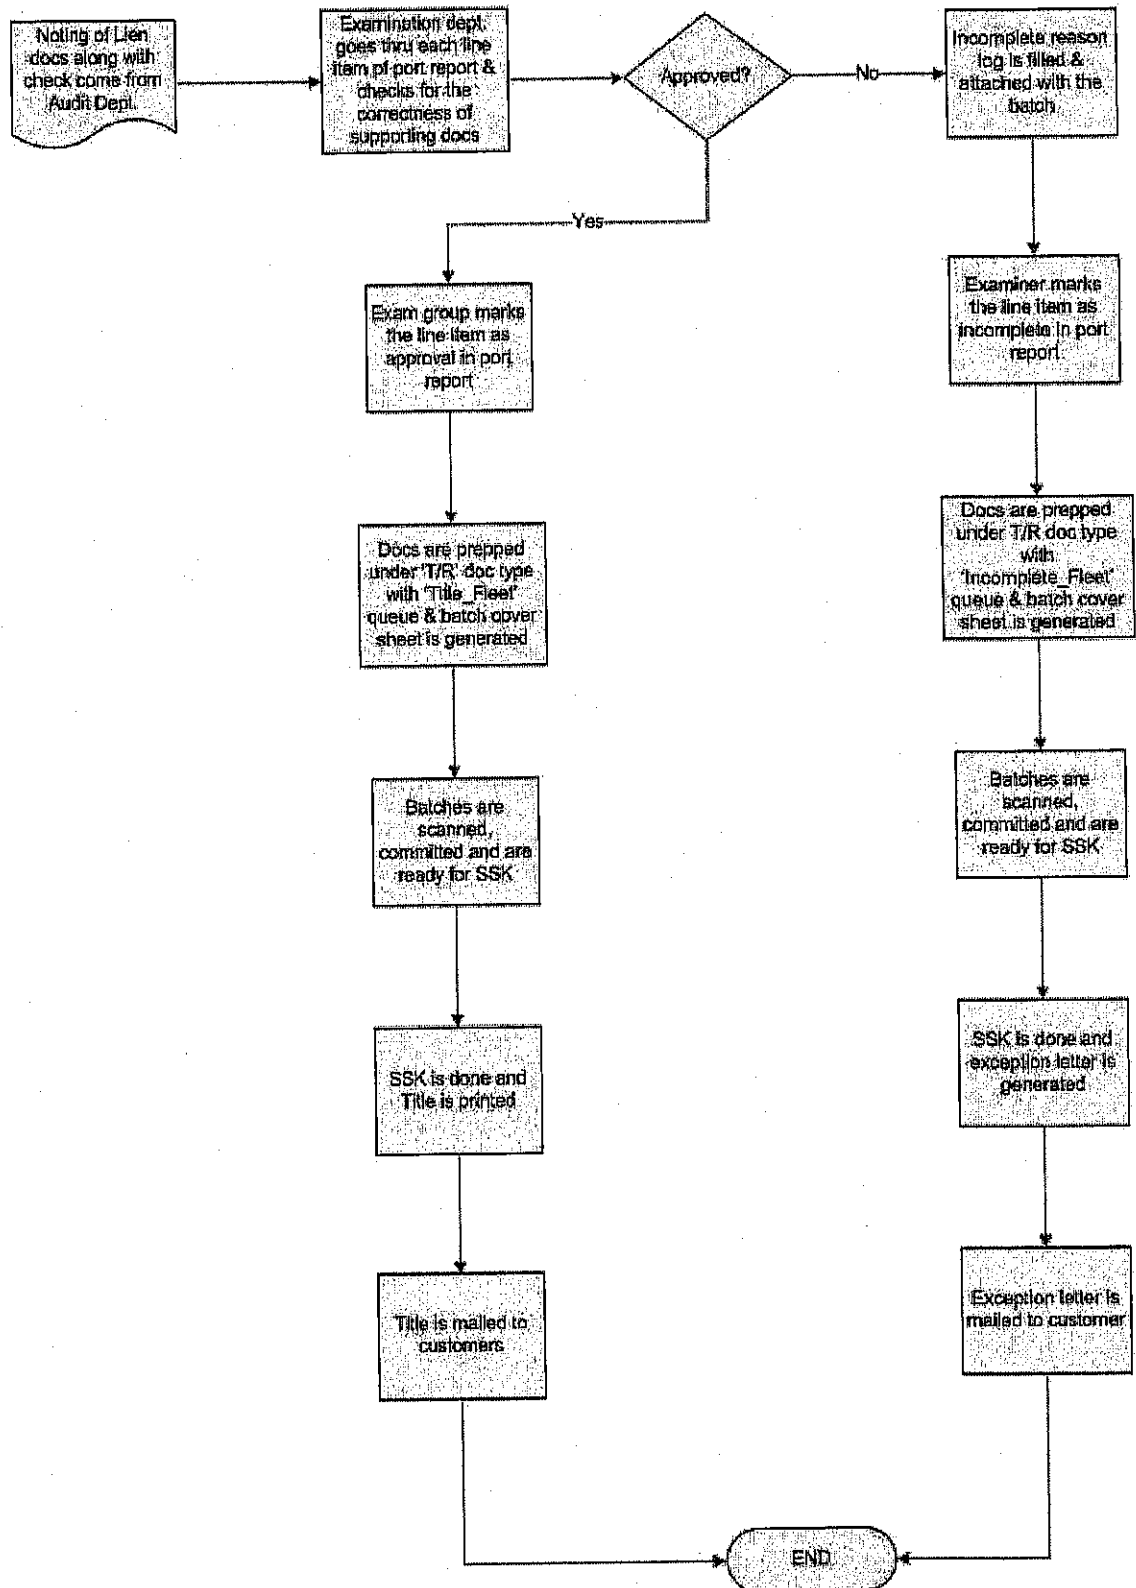 Noting of Lien
docs along with
check come from
Audit Dept.
Examination dept.
goes thru each line
item of port report &
checks for the
correctness of
supporting docs
Approved?
No
Incomplete reason
log is filled &
attached with the
batch
Yes
Exam group marks
the line item as
approval in port
report
Examiner marks
the line item as
incomplete in port
report.
Docs are prepped
under 'T/R' doc type
with 'Title_Fleet'
queue & batch cover
sheet is generated
Docs are prepped
under T/R doc type
with
'Incomplete_Fleet'
queue & batch cover
sheet is generated
Batches are
scanned,
committed and are
ready for SSK
Batches are
scanned,
committed and are
ready for SSK
SSK is done and
Title is printed
SSK is done and
exception letter is
generated
Title is mailed to
customers
Exception letter is
mailed to customer
END